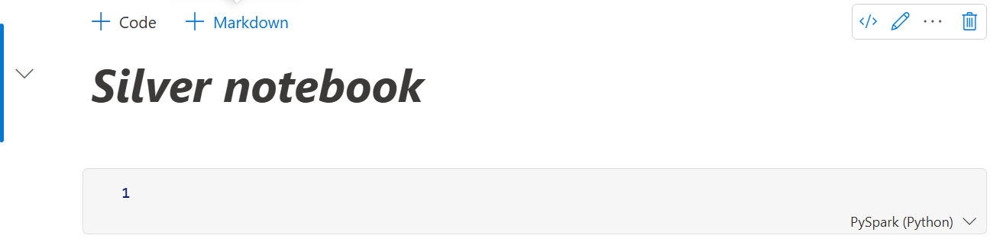 Code Markdown
Silver notebook
1
PySpark (Python)